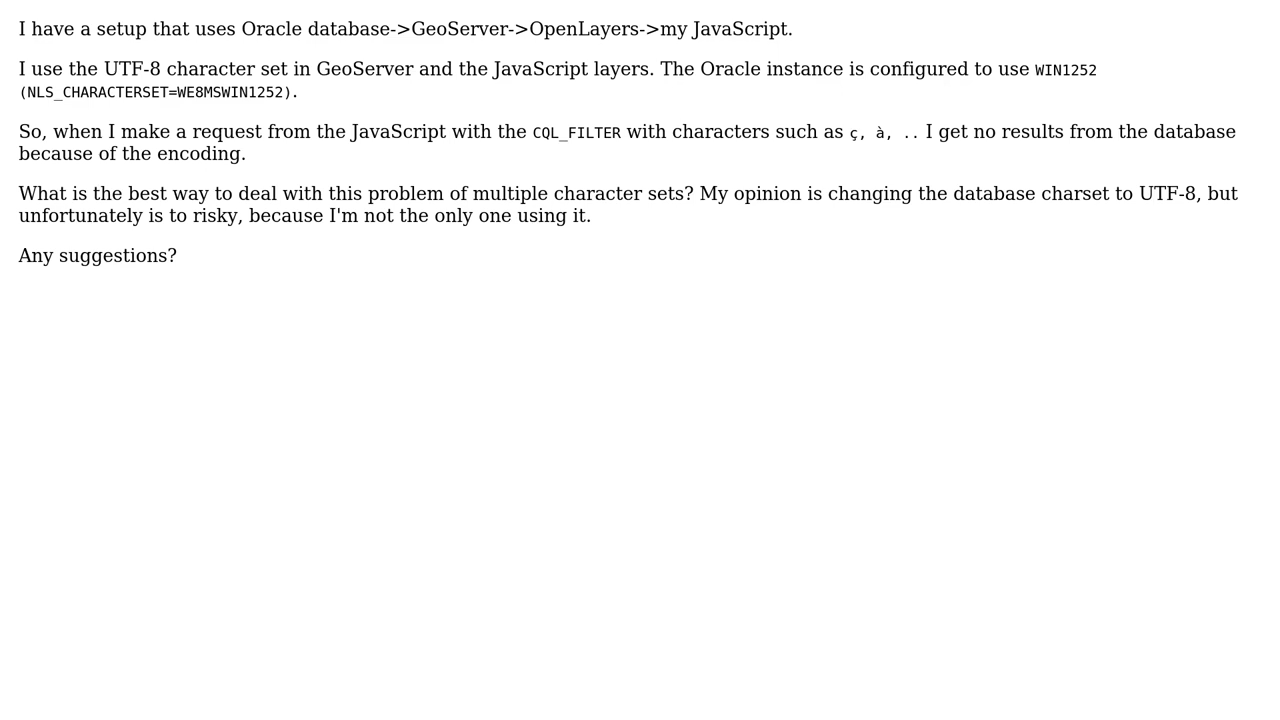 I have a setup that uses Oracle database->GeoServer->OpenLayers->my JavaScript.
I use the UTF-8 character set in GeoServer and the JavaScript layers. The Oracle instance is configured to use WIN1252
(NLS_CHARACTERSET=WE8MSWIN1252).
So, when I make a request from the JavaScript with the CQL_FILTER with characters such as ç, à, .. I get no results from the database
because of the encoding.
What is the best way to deal with this problem of multiple character sets? My opinion is changing the database charset to UTF-8, but
unfortunately is to risky, because I'm not the only one using it.
Any suggestions?